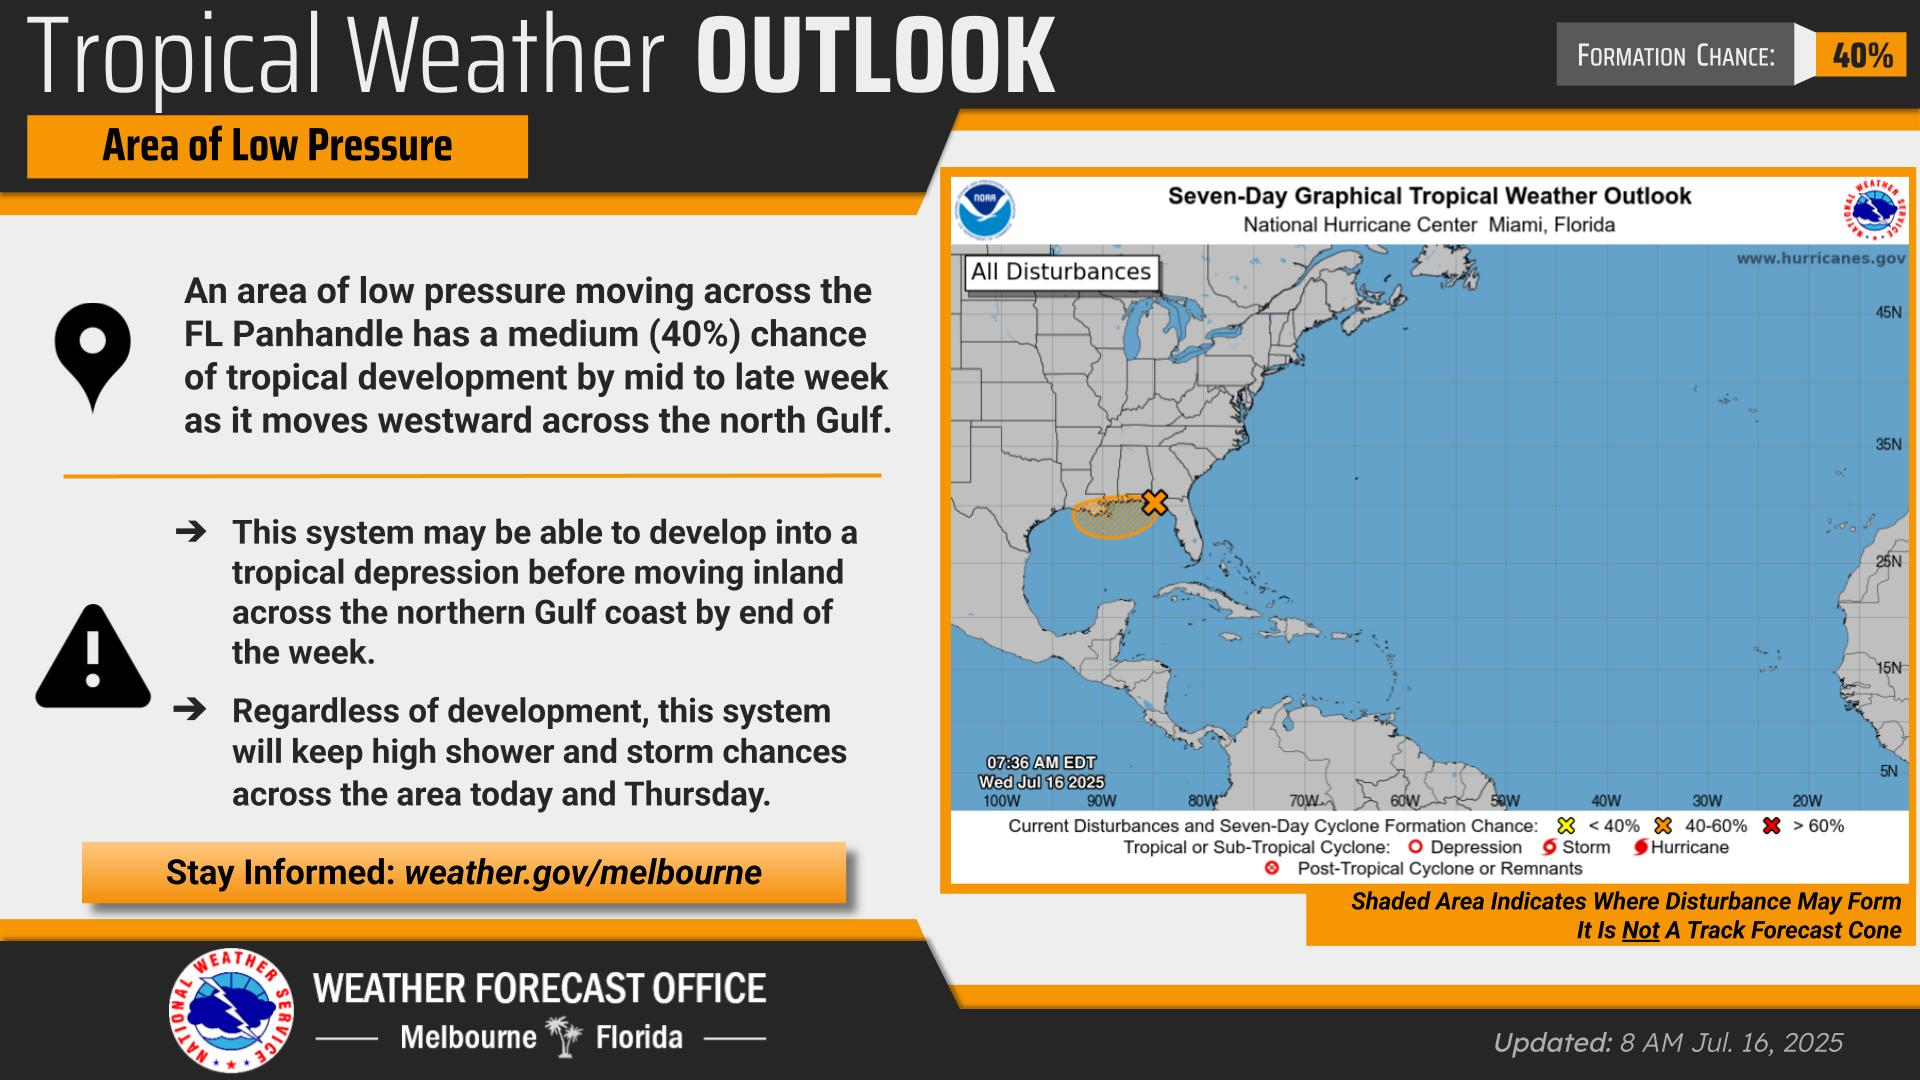 Tropical Weather OUTLOOK
FORMATION CHANCE:
40%
Area of Low Pressure
An area of low pressure moving across the
FL Panhandle has a medium (40%) chance
of tropical development by mid to late week
as it moves westward across the north Gulf.
➔ This system may be able to develop into a
tropical depression before moving inland
across the northern Gulf coast by end of
the week.
➔ Regardless of development, this system
will keep high shower and storm chances
across the area today and Thursday.
Stay Informed: weather.gov/melbourne
NOAA
Seven-Day Graphical Tropical Weather Outlook
National Hurricane Center Miami, Florida
NATIONAL WEATHER SERVICE
All Disturbances
www.hurricanes.gov
45N
35N
25N
15N
5N
07:36 AM EDT
Wed Jul 16 2025
100W 90W 80W 70W 60W 50W 40W 30W 20W
Current Disturbances and Seven-Day Cyclone Formation Chance: < 40% 40-60% > 60%
Tropical or Sub-Tropical Cyclone: Depression Storm Hurricane
Post-Tropical Cyclone or Remnants
Shaded Area Indicates Where Disturbance May Form
It Is Not A Track Forecast Cone
NATIONAL WEATHER SERVICE
WEATHER FORECAST OFFICE
Melbourne Florida
Updated: 8 AM Jul. 16, 2025